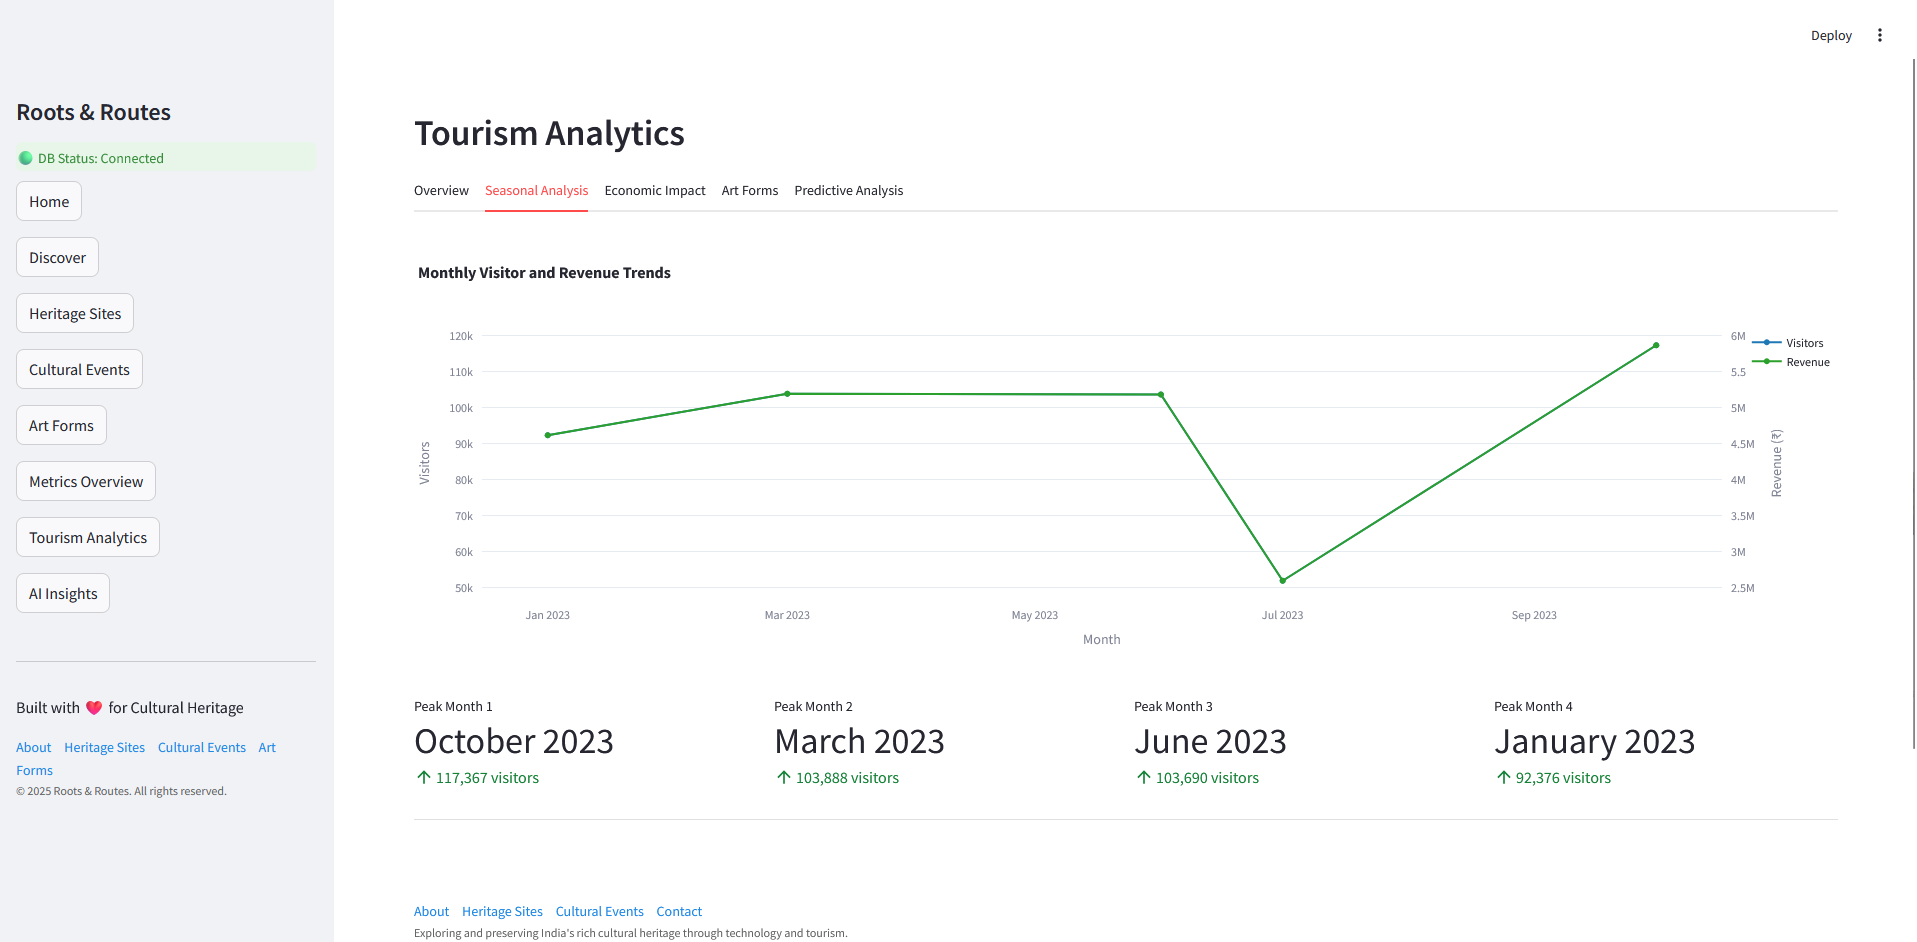 Deploy
Roots & Routes
DB Status: Connected
Home
Discover
Heritage Sites
Cultural Events
Art Forms
Metrics Overview
Tourism Analytics
AI Insights
Built with ❤️ for Cultural Heritage
About Heritage Sites Cultural Events Art
Forms
© 2025 Roots & Routes. All rights reserved.
Tourism Analytics
Overview Seasonal Analysis Economic Impact Art Forms Predictive Analysis
Monthly Visitor and Revenue Trends
120k
110k
100k
90k
80k
70k
60k
50k
Visitors
6M
5.5
5M
4.5M
4M
3.5M
3M
2.5M
Revenue (₹)
Visitors
Revenue
Jan 2023 Mar 2023 May 2023 Jul 2023 Sep 2023
Month
Peak Month 1
October 2023
↑ 117,367 visitors
Peak Month 2
March 2023
↑ 103,888 visitors
Peak Month 3
June 2023
↑ 103,690 visitors
Peak Month 4
January 2023
↑ 92,376 visitors
About Heritage Sites Cultural Events Contact
Exploring and preserving India's rich cultural heritage through technology and tourism.